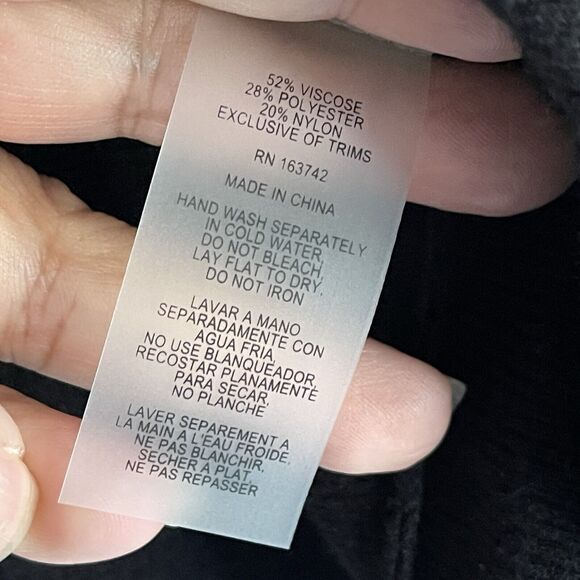 52% VISCOSE
28% POLYESTER
20% NYLON
EXCLUSIVE OF TRIMS
RN 163742
MADE IN CHINA
HAND WASH SEPARATELY
IN COLD WATER,
DO NOT BLEACH,
LAY FLAT TO DRY,
DO NOT IRON
LAVAR A MANO
SEPARADAMENTE CON
AGUA FRIA,
NO USE BLANQUEADOR,
RECOSTAR PLANAMENTE
PARA SECAR,
NO PLANCHE
LAVER SEPAREMENT A
LA MAIN A L'EAU FROIDE,
NE PAS BLANCHIR,
SECHER A PLAT,
NE PAS REPASSER